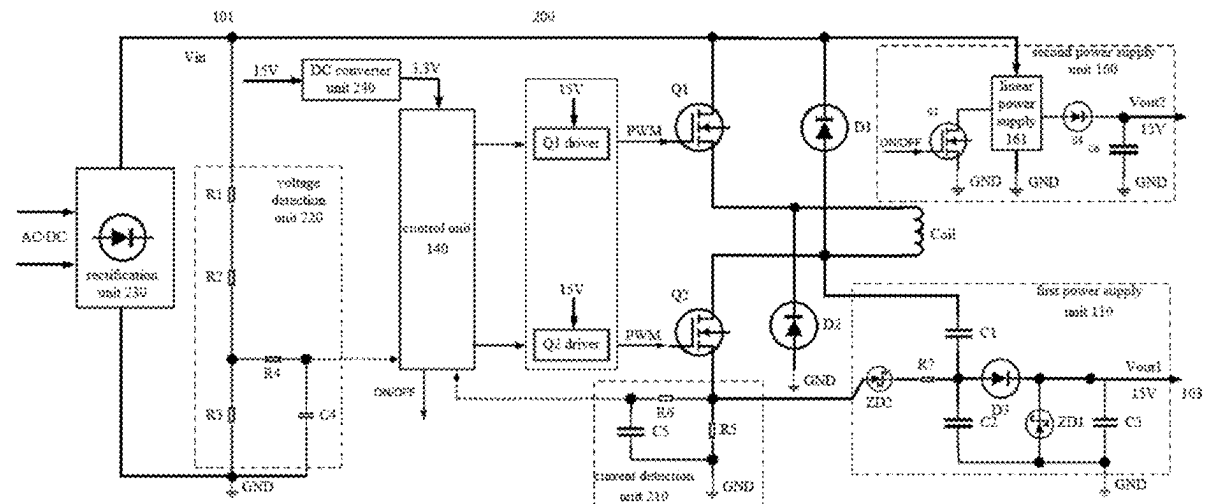 101
200
Vin
15V
DC converter
unit 240
3.3V
15V
Q1 driver
PWM
Q1
D1
second power supply
unit 160
linear
power
supply
161
Vout2
15V
ON/OFF
GND
GND
GND
voltage
detection
unit 220
R1
AC/DC
rectification
unit 230
R2
control unit
140
Coil
15V
Q2 driver
PWM
Q2
D2
GND
first power supply
unit 110
C1
R4
R3
C4
ON/OFF
GND
R6
C5
R5
current detection
unit 210
GND
ZD2
R7
D3
C2
ZD1
C3
Vout1
15V
103
GND